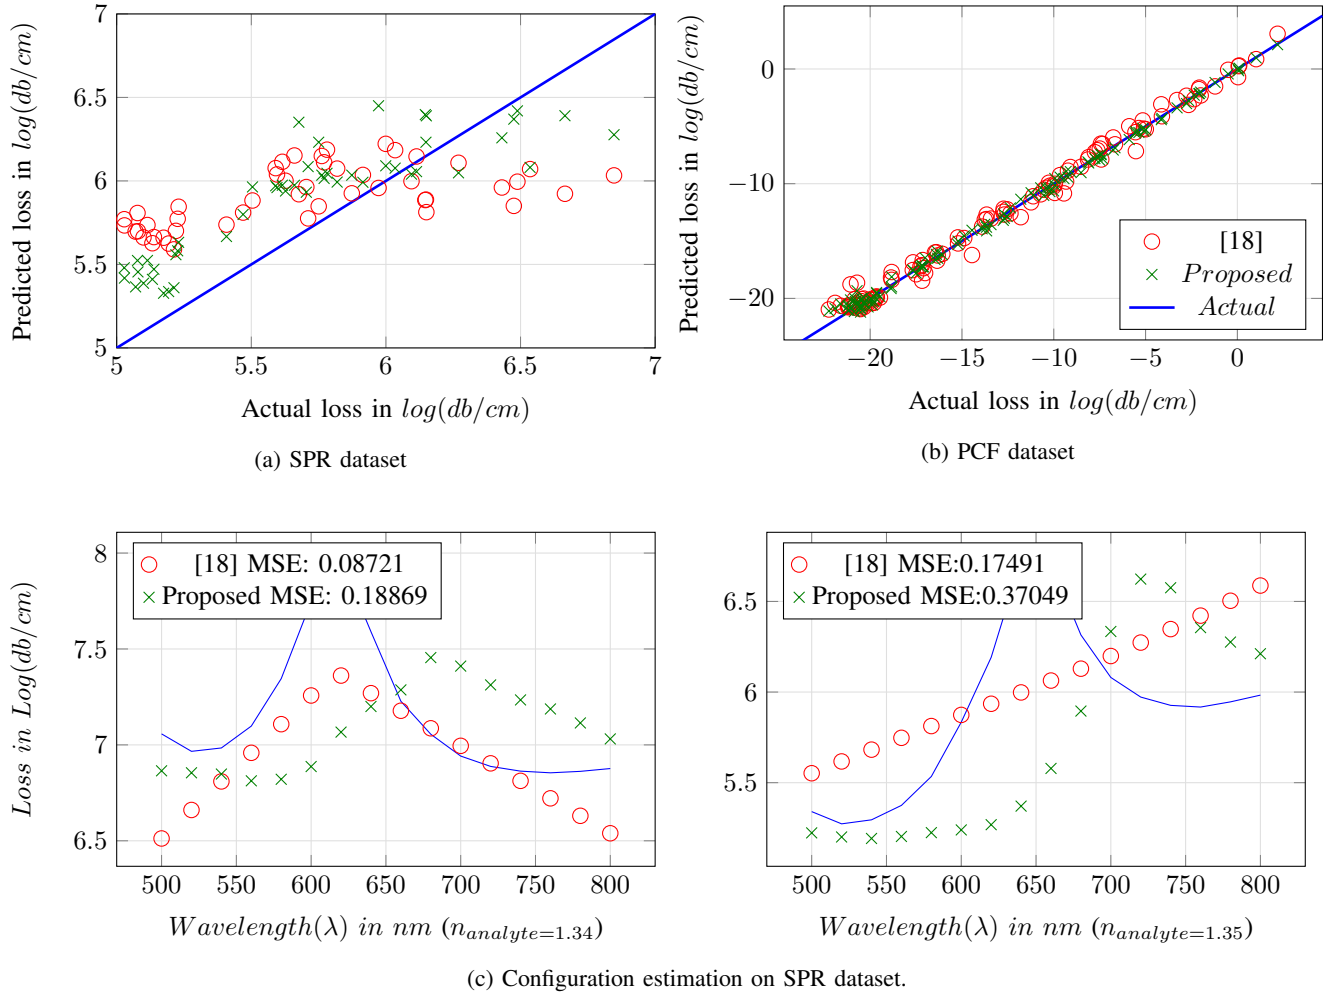 7
6.5
6
5.5
5
5
5.5
6
6.5
7
Predicted loss in log(db/cm)
Actual loss in log(db/cm)
(a) SPR dataset
0
−10
−20
−20
−15
−10
−5
0
Predicted loss in log(db/cm)
[18]
Proposed
Actual
Actual loss in log(db/cm)
(b) PCF dataset
8
7.5
7
6.5
500
550
600
650
700
750
800
Loss in Log(db/cm)
[18] MSE: 0.08721
Proposed MSE: 0.18869
Wavelength(λ) in nm (nanalyte=1.34)
6.5
6
5.5
500
550
600
650
700
750
800
[18] MSE:0.17491
Proposed MSE:0.37049
Wavelength(λ) in nm (nanalyte=1.35)
(c) Configuration estimation on SPR dataset.